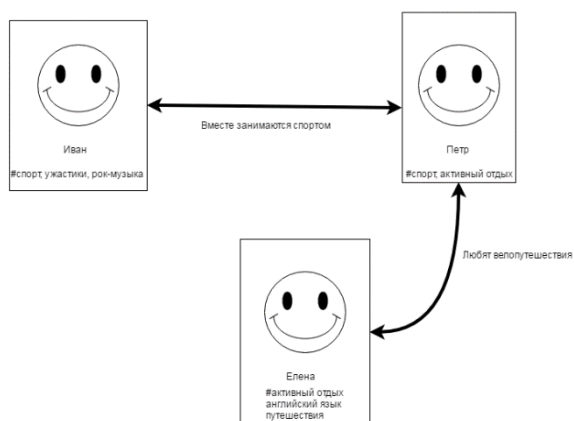 Вместе занимаются спортом
Иван
Петр
#спорт, ужастики, рок-музыка
#спорт, активный отдых
Любят велопутешествия
Елена
#активный отдых
английский язык
путешествия